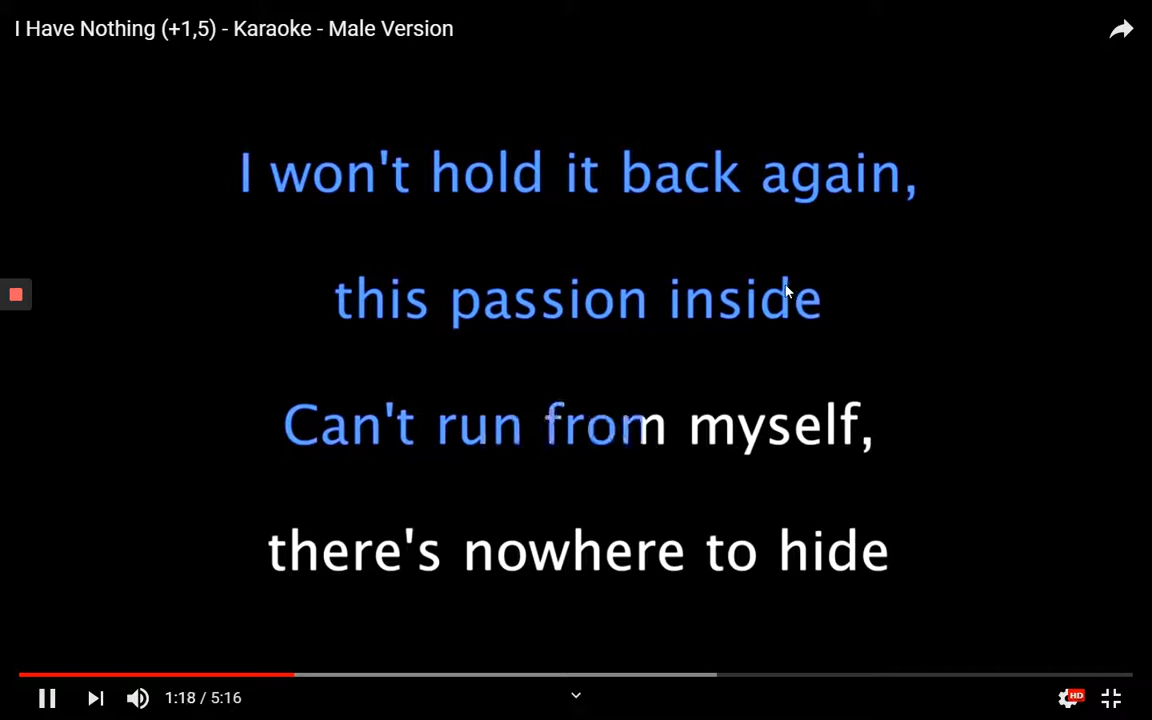 I Have Nothing (+1,5) - Karaoke - Male Version
I won't hold it back again,
this passion inside
Can't run from myself,
there's nowhere to hide
1:18 / 5:16
HD